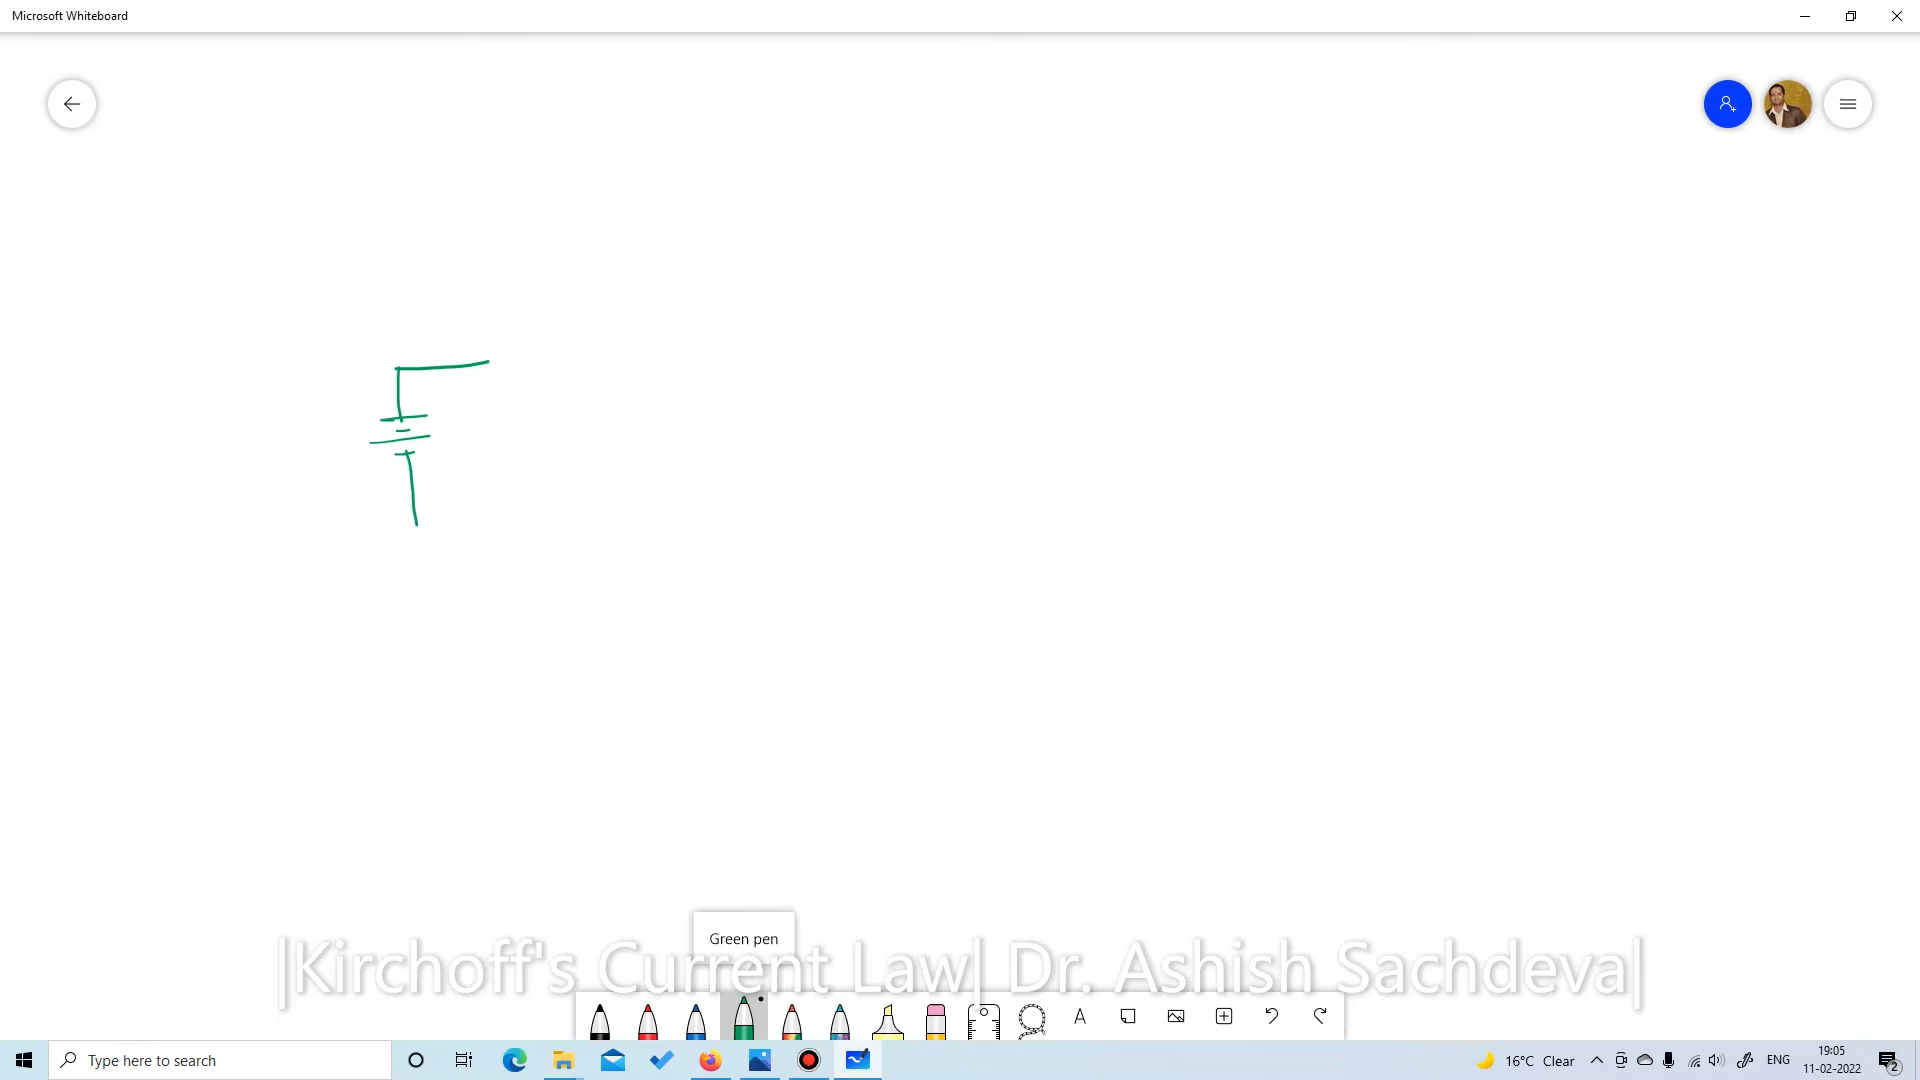 Microsoft Whiteboard
Green pen
|Kirchoff's Current Law| Dr. Ashish Sachdeva|
A
Type here to search
16°C Clear
ENG
19:05
11-02-2022
2